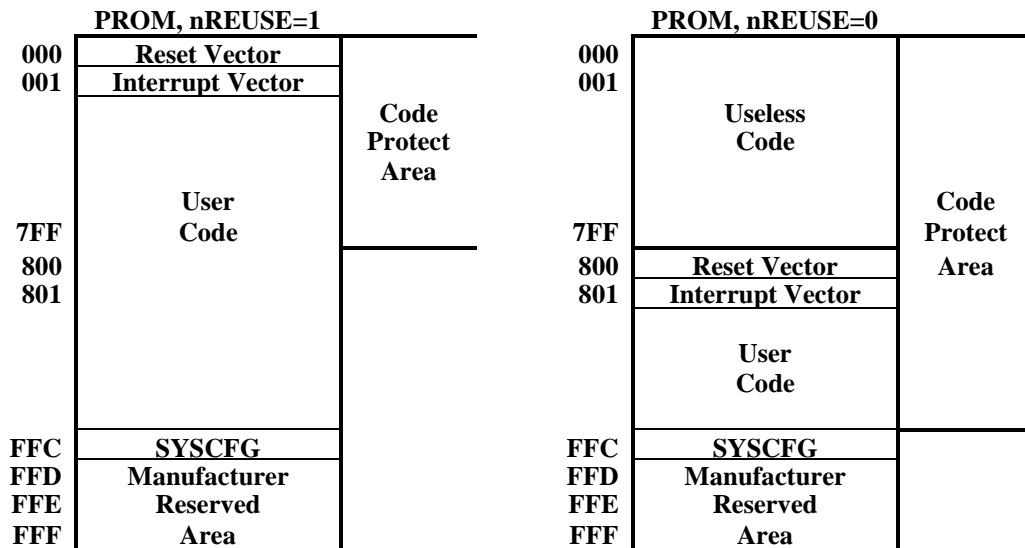 PROM, nREUSE=1
000 Reset Vector
001 Interrupt Vector
Code
Protect
Area
User
7FF Code
800
801
FFC SYSCFG
FFD Manufacturer
FFE Reserved
FFF Area
PROM, nREUSE=0
000
001
Useless
Code
7FF
800 Reset Vector
801 Interrupt Vector
User
Code
Code
Protect
Area
FFC SYSCFG
FFD Manufacturer
FFE Reserved
FFF Area